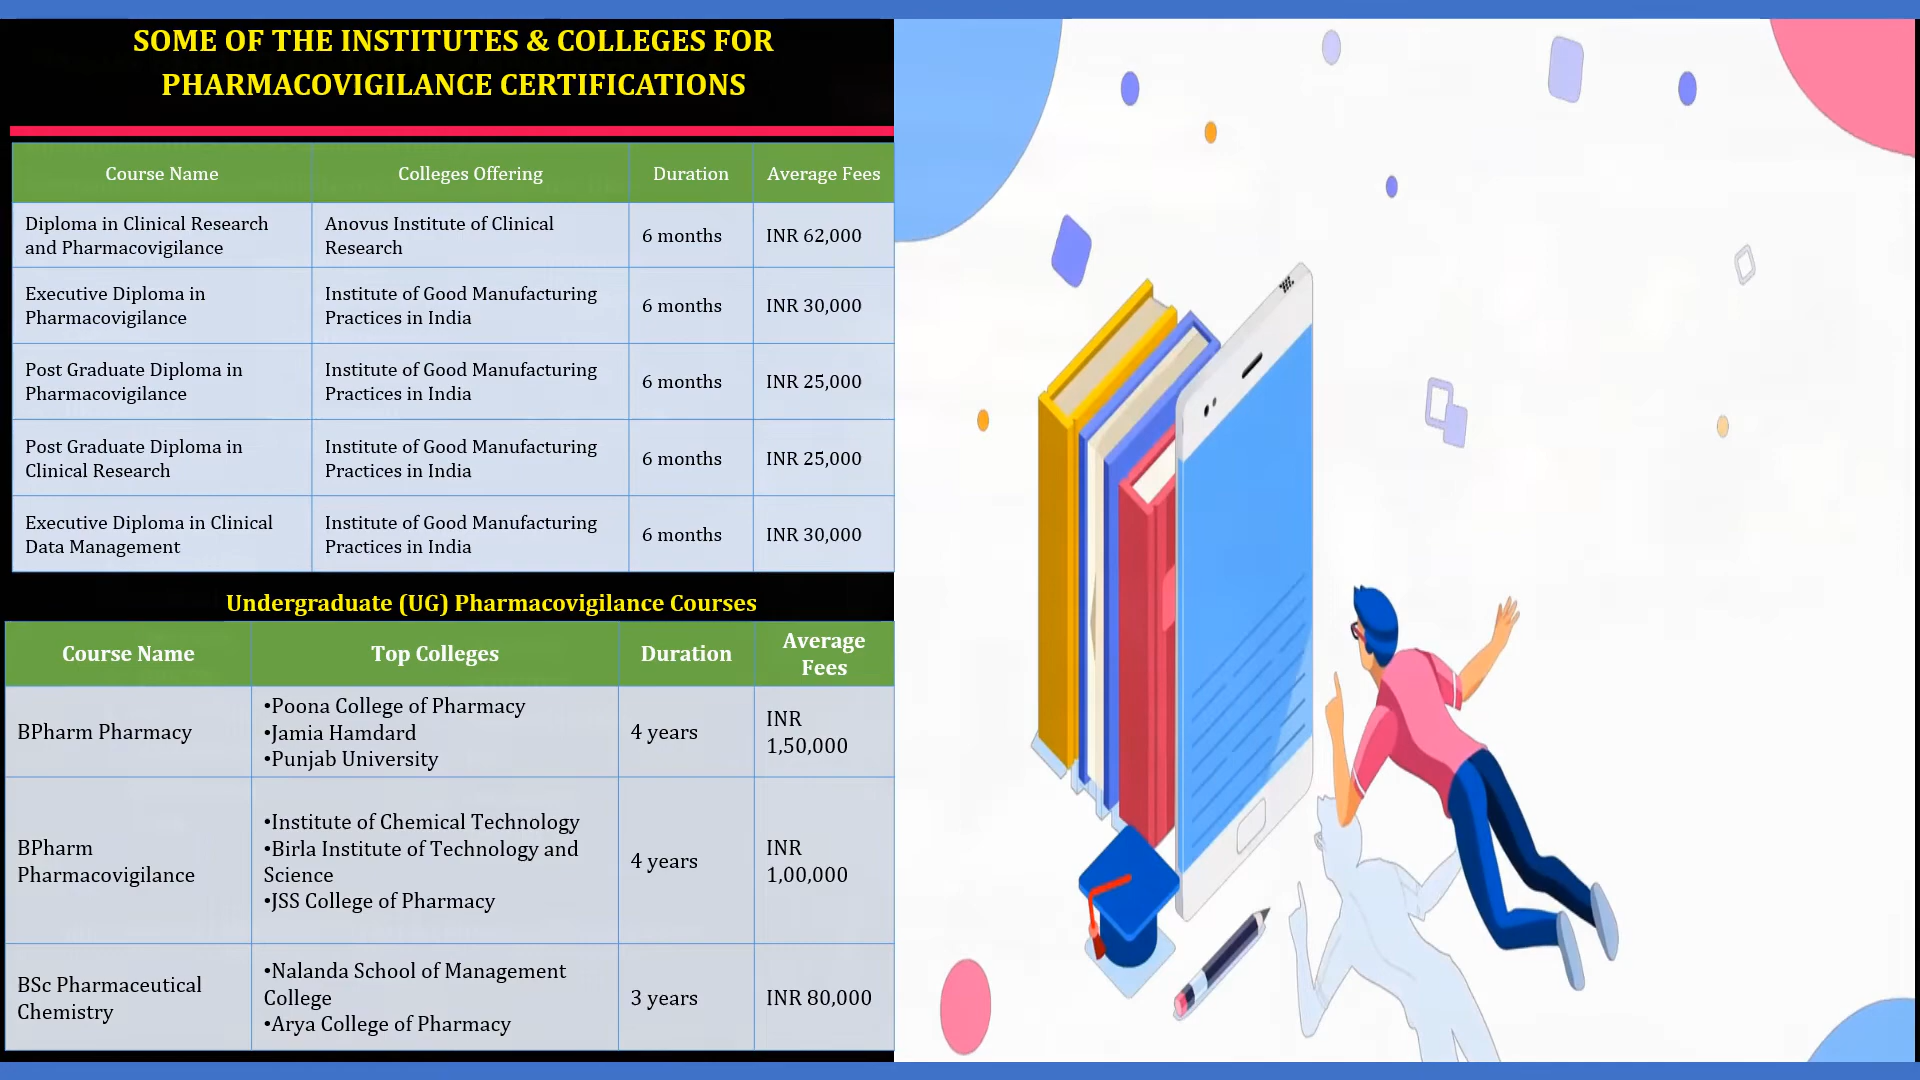 SOME OF THE INSTITUTES & COLLEGES FOR
PHARMACOVIGILANCE CERTIFICATIONS
Course Name
Colleges Offering
Duration
Average Fees
Diploma in Clinical Research
and Pharmacovigilance
Anovus Institute of Clinical
Research
6 months
INR 62,000
Executive Diploma in
Pharmacovigilance
Institute of Good Manufacturing
Practices in India
6 months
INR 30,000
Post Graduate Diploma in
Pharmacovigilance
Institute of Good Manufacturing
Practices in India
6 months
INR 25,000
Post Graduate Diploma in
Clinical Research
Institute of Good Manufacturing
Practices in India
6 months
INR 25,000
Executive Diploma in Clinical
Data Management
Institute of Good Manufacturing
Practices in India
6 months
INR 30,000
Undergraduate (UG) Pharmacovigilance Courses
Course Name
Top Colleges
Duration
Average
Fees
BPharm Pharmacy
•Poona College of Pharmacy
•Jamia Hamdard
•Punjab University
4 years
INR
1,50,000
BPharm
Pharmacovigilance
•Institute of Chemical Technology
•Birla Institute of Technology and
Science
•JSS College of Pharmacy
4 years
INR
1,00,000
BSc Pharmaceutical
Chemistry
•Nalanda School of Management
College
•Arya College of Pharmacy
3 years
INR 80,000